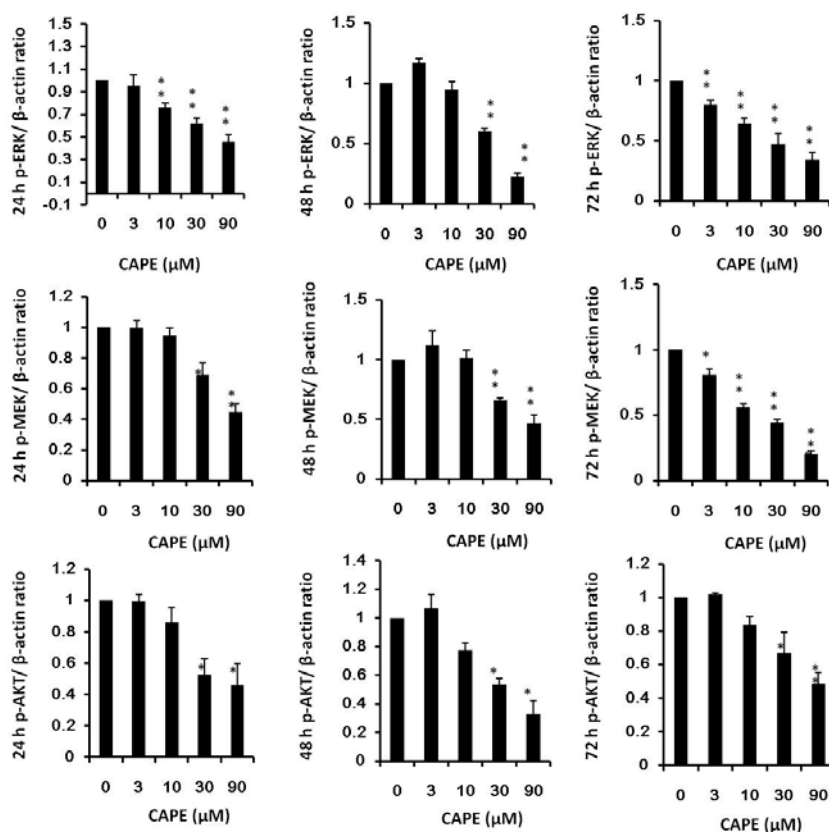 24 h p-ERK/ β-actin ratio
1.5
1.3
1.1
0.9
0.7
0.5
0.3
0.1
-0.1
* *
* *
* *
0 3 10 30 90
CAPE (μM)
48 h p-ERK/ β-actin ratio
1.5
1
0.5
0
* *
* *
0 3 10 30 90
CAPE (μM)
72 h p-ERK/ β-actin ratio
1.5
1
0.5
0
* *
* *
* *
* *
0 3 10 30 90
CAPE (μM)
24 h p-MEK/ β-actin ratio
1.2
1
0.8
0.6
0.4
0.2
0
*
* *
0 3 10 30 90
CAPE (μM)
48 h p-MEK/ β-actin ratio
1.5
1
0.5
0
* *
* *
0 3 10 30 90
CAPE (μM)
72 h p-MEK/ β-actin ratio
1.5
1
0.5
0
*
* *
* *
* *
0 3 10 30 90
CAPE (μM)
24 h p-AKT/ β-actin ratio
1.2
1
0.8
0.6
0.4
0.2
0
*
*
0 3 10 30 90
CAPE (μM)
48 h p-AKT/ β-actin ratio
1.4
1.2
1
0.8
0.6
0.4
0.2
0
*
*
0 3 10 30 90
CAPE (μM)
72 h p-AKT/ β-actin ratio
1.2
1
0.8
0.6
0.4
0.2
0
*
* *
0 3 10 30 90
CAPE (μM)